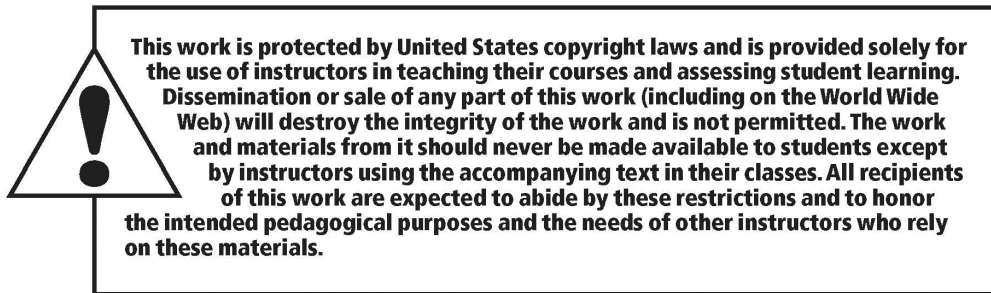 This work is protected by United States copyright laws and is provided solely for
the use of instructors in teaching their courses and assessing student learning.
Dissemination or sale of any part of this work (including on the World Wide
Web) will destroy the integrity of the work and is not permitted. The work
and materials from it should never be made available to students except
by instructors using the accompanying text in their classes. All recipients
of this work are expected to abide by these restrictions and to honor
the intended pedagogical purposes and the needs of other instructors who rely
on these materials.